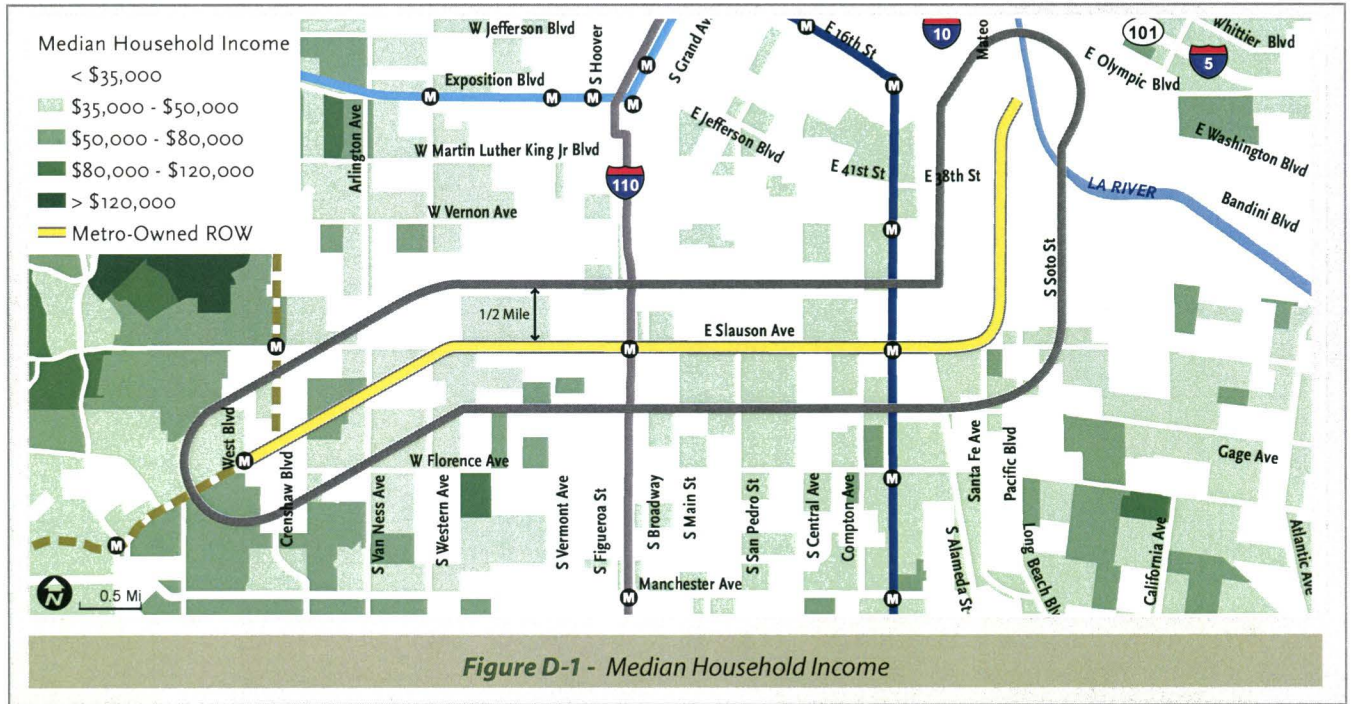 Median Household Income
< $35,000
$35,000 - $50,000
$50,000 - $80,000
$80,000 - $120,000
> $120,000
Metro-Owned ROW
W Jefferson Blvd
S Hoover
S Grand Av
E 16th St
10
Mateo
101
Whittier Blvd
5
E Olympic Blvd
Exposition Blvd
M
M
M
M
M
M
M
Arlington Ave
W Martin Luther King Jr Blvd
E Jefferson Blvd
E Washington Blvd
110
E 41st St
E 38th St
LA RIVER
Bandini Blvd
W Vernon Ave
M
S Soto St
1/2 Mile
E Slauson Ave
M
M
M
West Blvd
M
Crenshaw Blvd
W Florence Ave
Gage Ave
Santa Fe Ave
Pacific Blvd
M
S Van Ness Ave
S Western Ave
S Vermont Ave
S Figueroa St
S Broadway
S Main St
S San Pedro St
S Central Ave
Compton Ave
S Alameda St
Long Beach Blv
California Ave
Atlantic Ave
M
N
0.5 Mi
M
Manchester Ave
M
Figure D-1 - Median Household Income